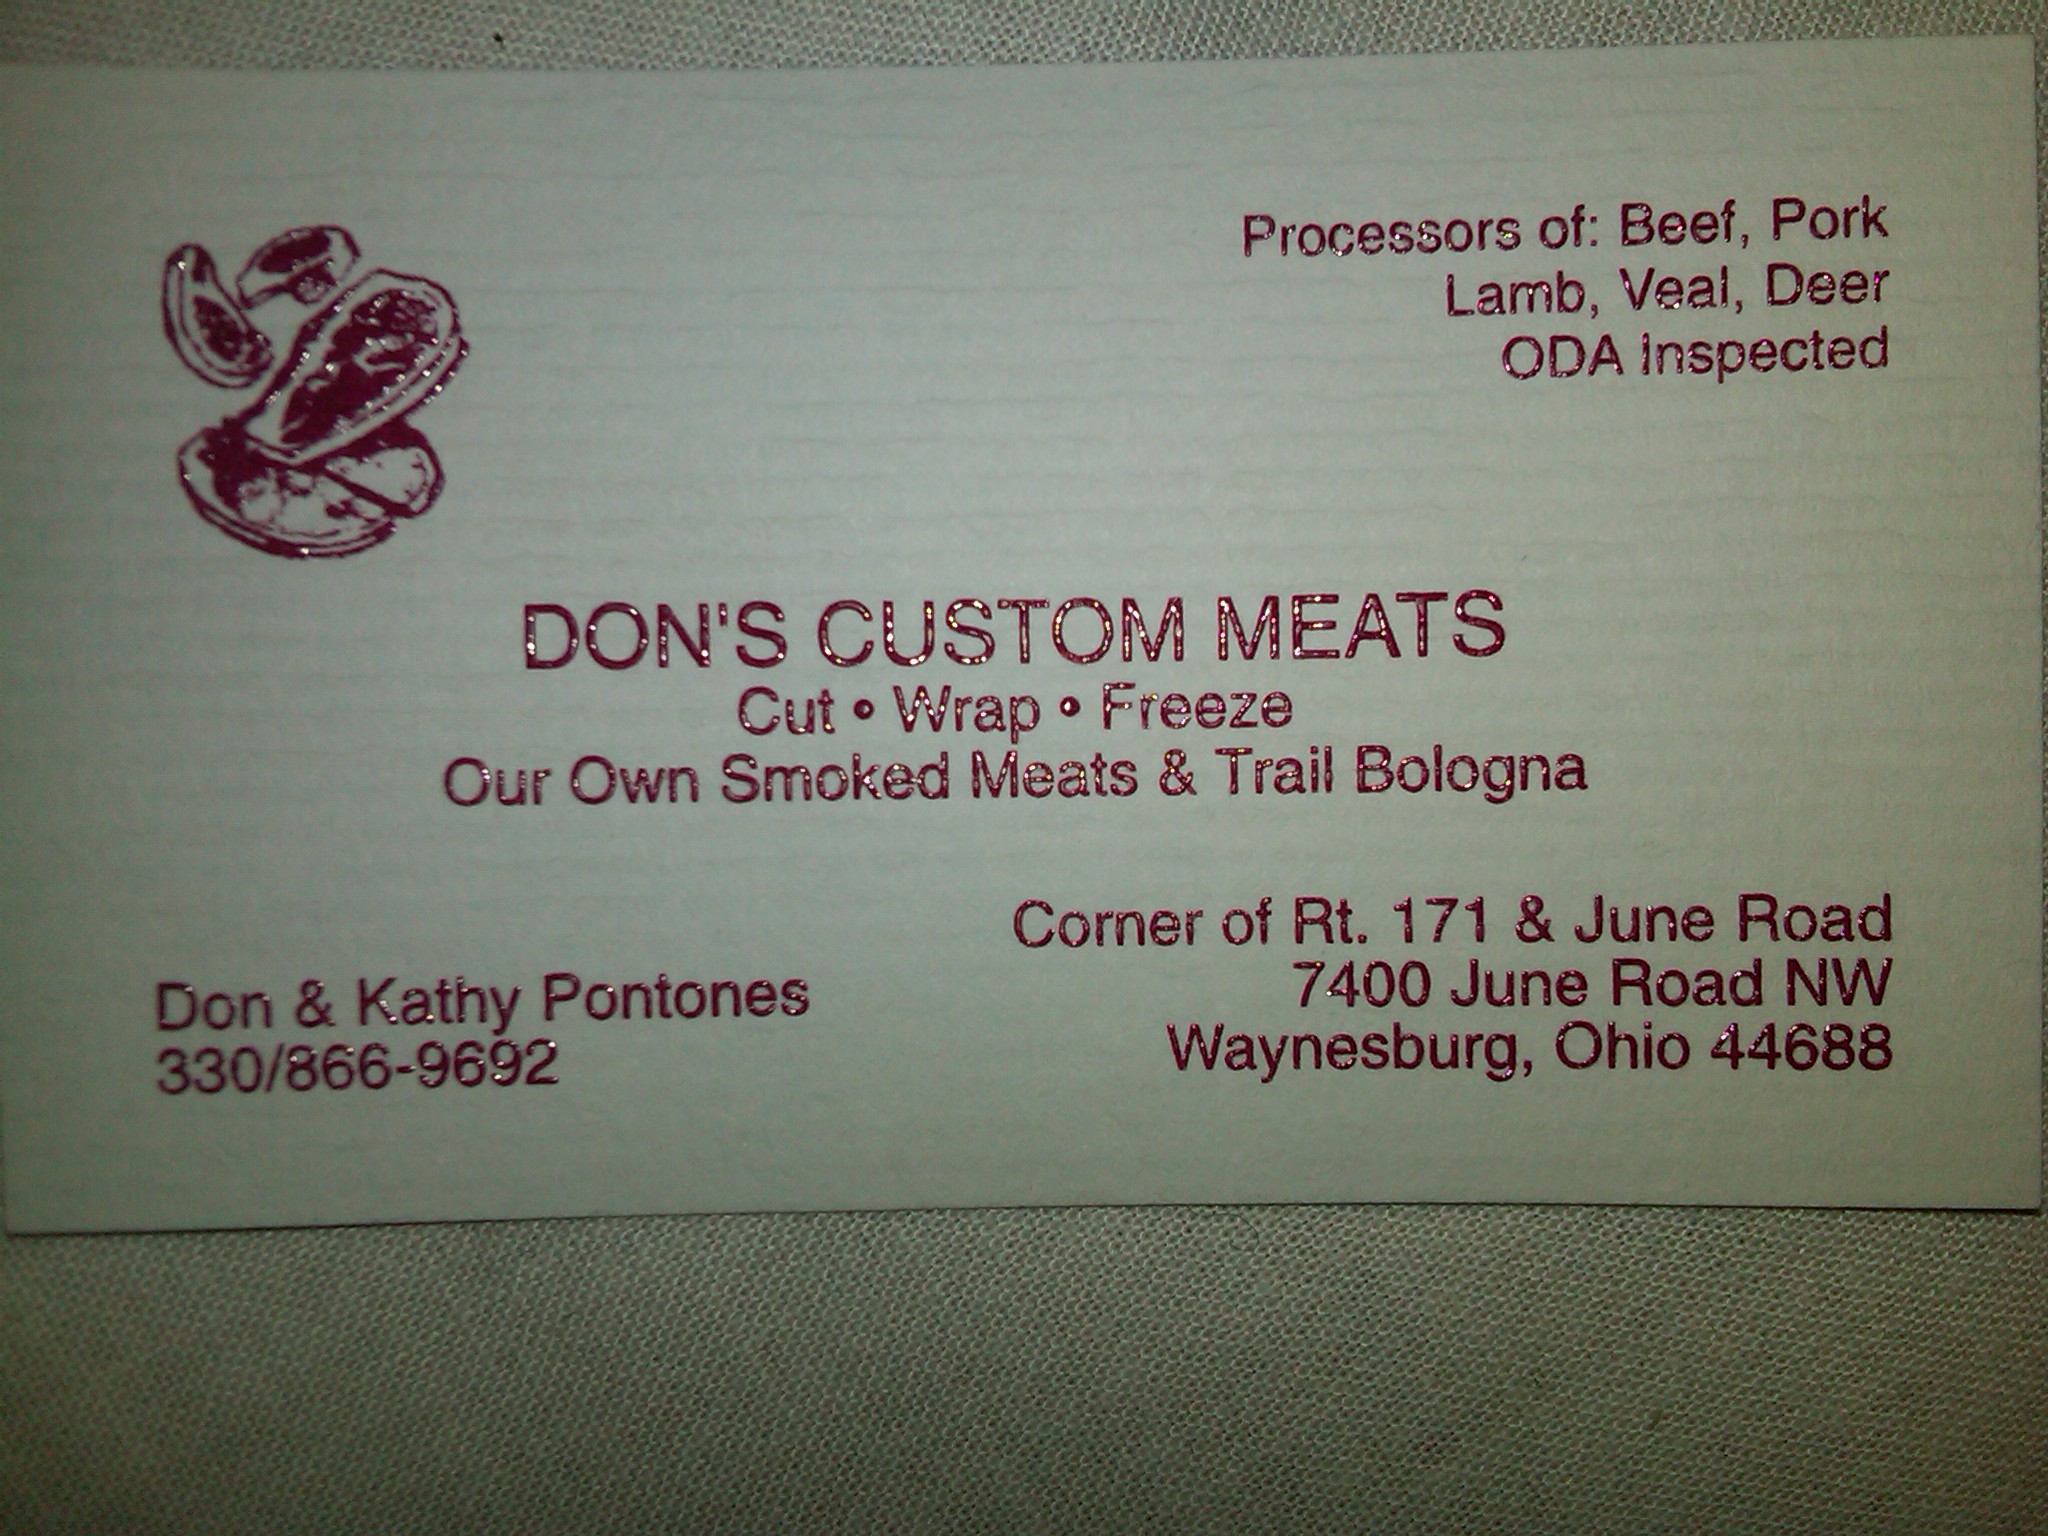 Processors of: Beef, Pork
Lamb, Veal, Deer
ODA Inspected
DON'S CUSTOM MEATS
Cut • Wrap • Freeze
Our Own Smoked Meats & Trail Bologna
Don & Kathy Pontones
330/866-9692
Corner of Rt. 171 & June Road
7400 June Road NW
Waynesburg, Ohio 44688